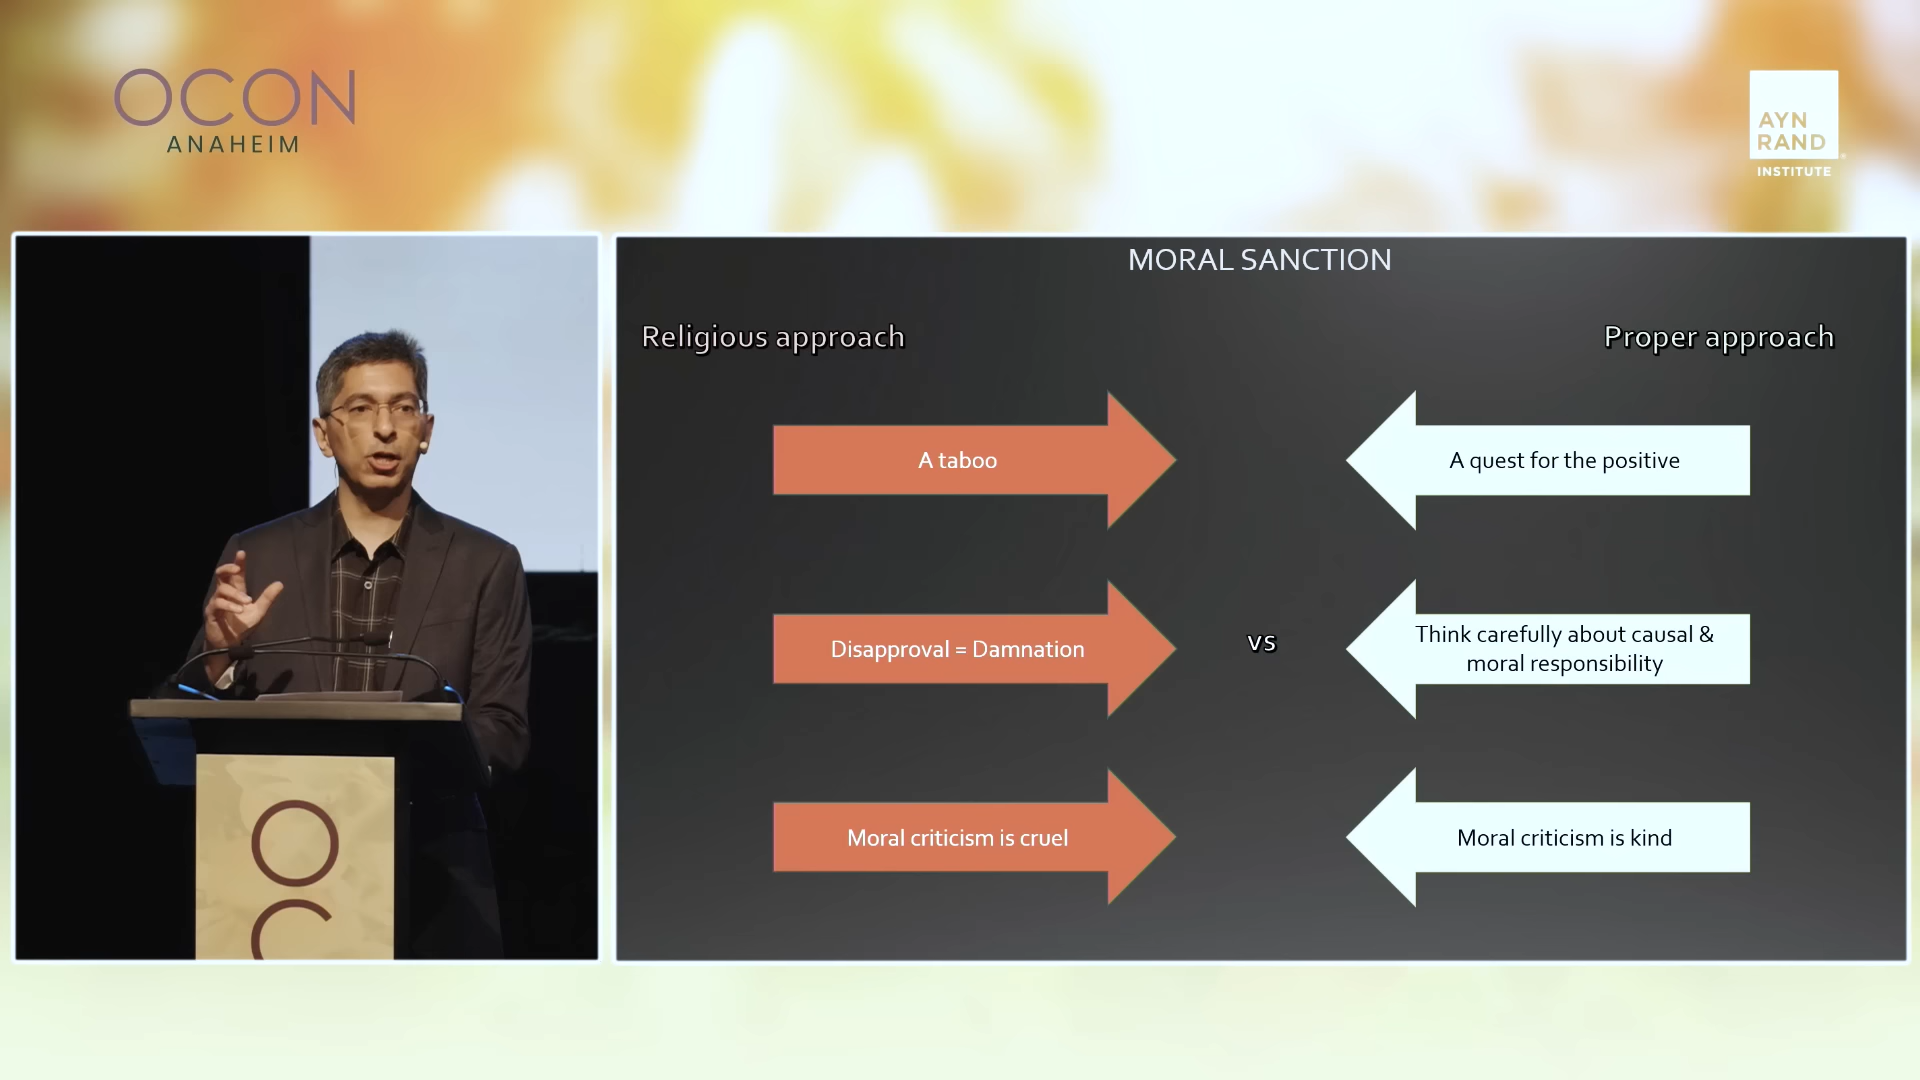 OCON
ANAHEIM
AYN
RAND
INSTITUTE
MORAL SANCTION
Religious approach
Proper approach
A taboo
A quest for the positive
Disapproval = Damnation
vs
Think carefully about causal &
moral responsibility
Moral criticism is cruel
Moral criticism is kind
O
C